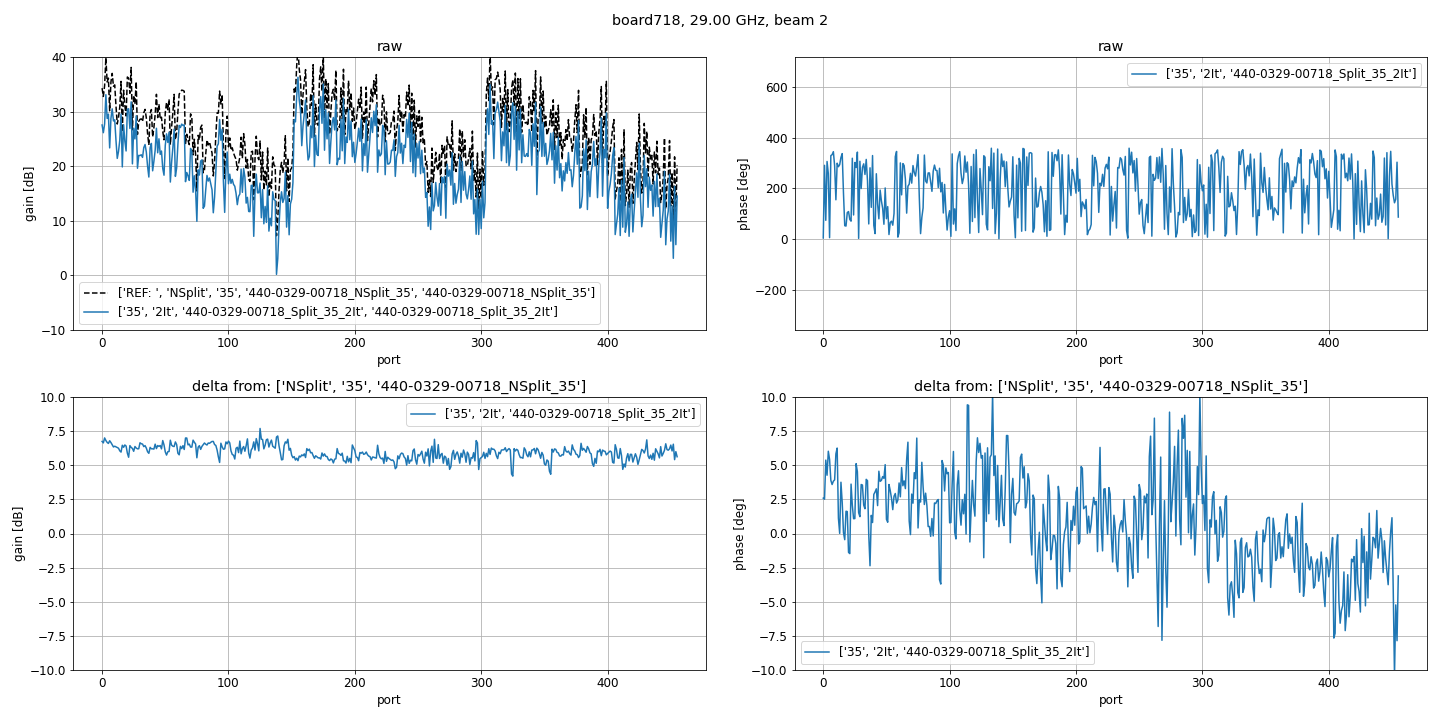 board718, 29.00 GHz, beam 2
raw
40
30
20
10
0
−10
gain [dB]
['REF: ', 'NSplit', '35', '440-0329-00718_NSplit_35', '440-0329-00718_NSplit_35']
['35', '2It', '440-0329-00718_Split_35_2It', '440-0329-00718_Split_35_2It']
0 100 200 300 400
port
raw
['35', '2It', '440-0329-00718_Split_35_2It']
600
400
200
0
−200
phase [deg]
0 100 200 300 400
port
delta from: ['NSplit', '35', '440-0329-00718_NSplit_35']
['35', '2It', '440-0329-00718_Split_35_2It']
10.0
7.5
5.0
2.5
0.0
−2.5
−5.0
−7.5
−10.0
gain [dB]
0 100 200 300 400
port
delta from: ['NSplit', '35', '440-0329-00718_NSplit_35']
10.0
7.5
5.0
2.5
0.0
−2.5
−5.0
−7.5
−10.0
phase [deg]
['35', '2It', '440-0329-00718_Split_35_2It']
0 100 200 300 400
port